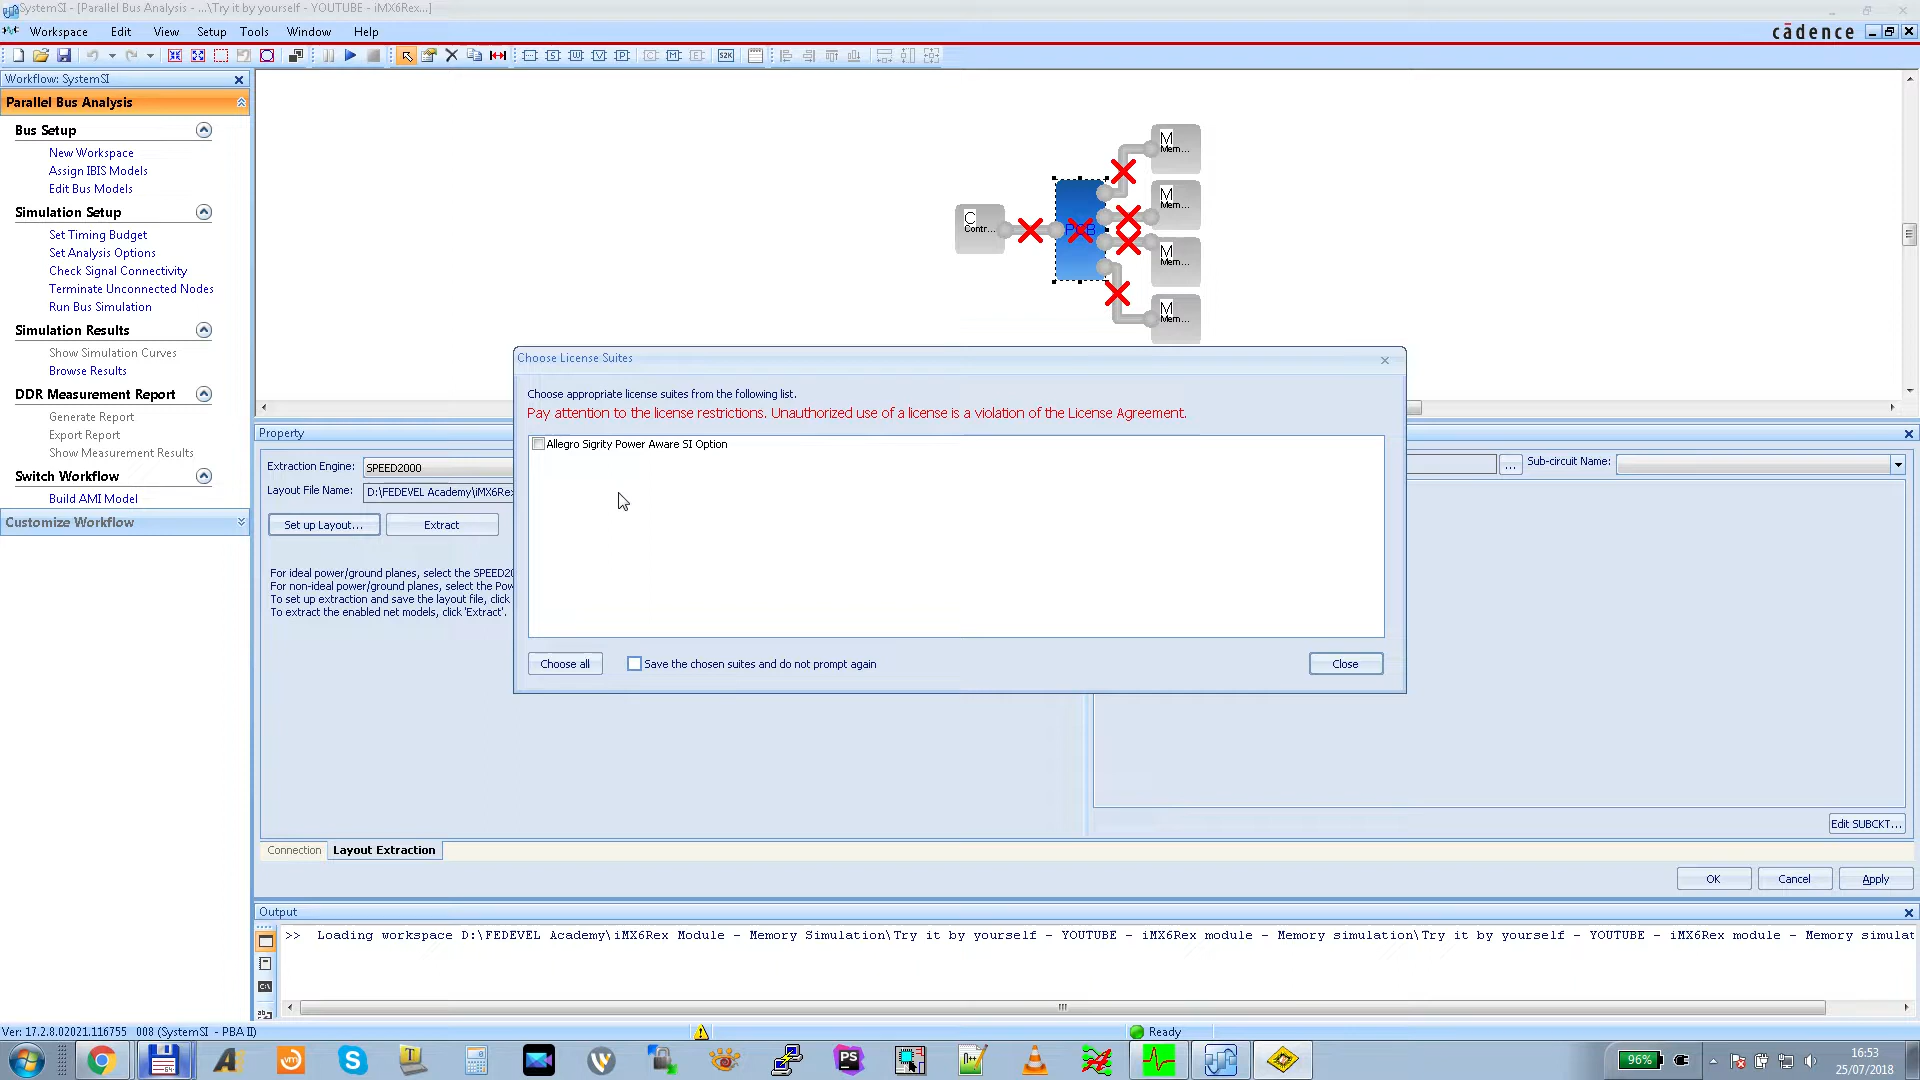 SystemSI - [Parallel Bus Analysis - ...\Try it by yourself - YOUTUBE - iMX6Rex...]
Workspace Edit View Setup Tools Window Help
cādence
Workflow: SystemSI
Parallel Bus Analysis
Bus Setup
New Workspace
Assign IBIS Models
Edit Bus Models
Simulation Setup
Set Timing Budget
Set Analysis Options
Check Signal Connectivity
Terminate Unconnected Nodes
Run Bus Simulation
Simulation Results
Show Simulation Curves
Browse Results
DDR Measurement Report
Generate Report
Export Report
Show Measurement Results
Switch Workflow
Build AMI Model
Customize Workflow
M
Mem...
M
Mem...
C
Contr...
PCB
M
Mem...
M
Mem...
Choose License Suites
Choose appropriate license suites from the following list.
Pay attention to the license restrictions. Unauthorized use of a license is a violation of the License Agreement.
Allegro Sigrity Power Aware SI Option
Choose all
Save the chosen suites and do not prompt again
Close
Property
Extraction Engine: SPEED2000
Layout File Name: D:\FEDEVEL Academy\iMX6Rex
Set up Layout...
Extract
For ideal power/ground planes, select the SPEED20
For non-ideal power/ground planes, select the Pow
To set up extraction and save the layout file, click
To extract the enabled net models, click 'Extract'.
... Sub-circuit Name:
Edit SUBCKT...
Connection Layout Extraction
OK Cancel Apply
Output
>> Loading workspace D:\FEDEVEL Academy\iMX6Rex Module - Memory Simulation\Try it by yourself - YOUTUBE - iMX6Rex module - Memory simulation\Try it by yourself - YOUTUBE - iMX6Rex module - Memory simulat
Ver: 17.2.8.02021.116755 008 (SystemSI - PBA II)
Ready
96%
16:53
25/07/2018